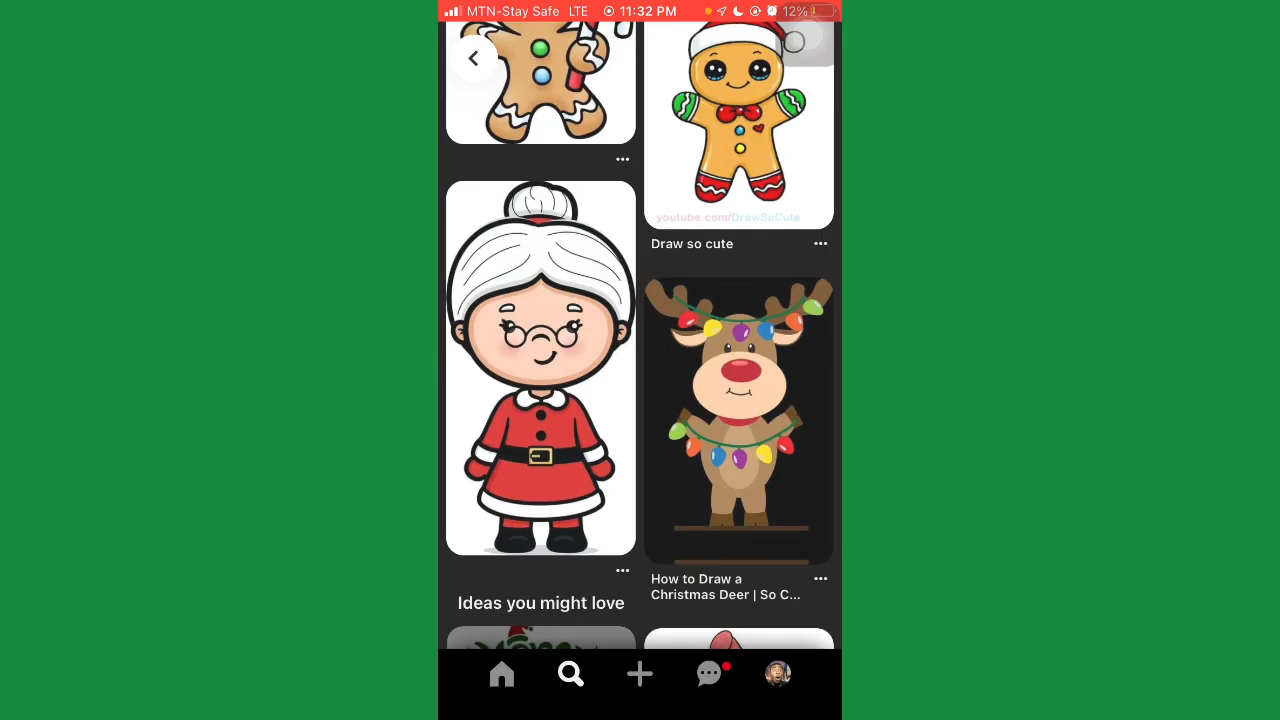 MTN-Stay Safe LTE 11:32 PM 12%
youtube.com/DrawSoCute
Draw so cute
How to Draw a
Christmas Deer | So C...
Ideas you might love